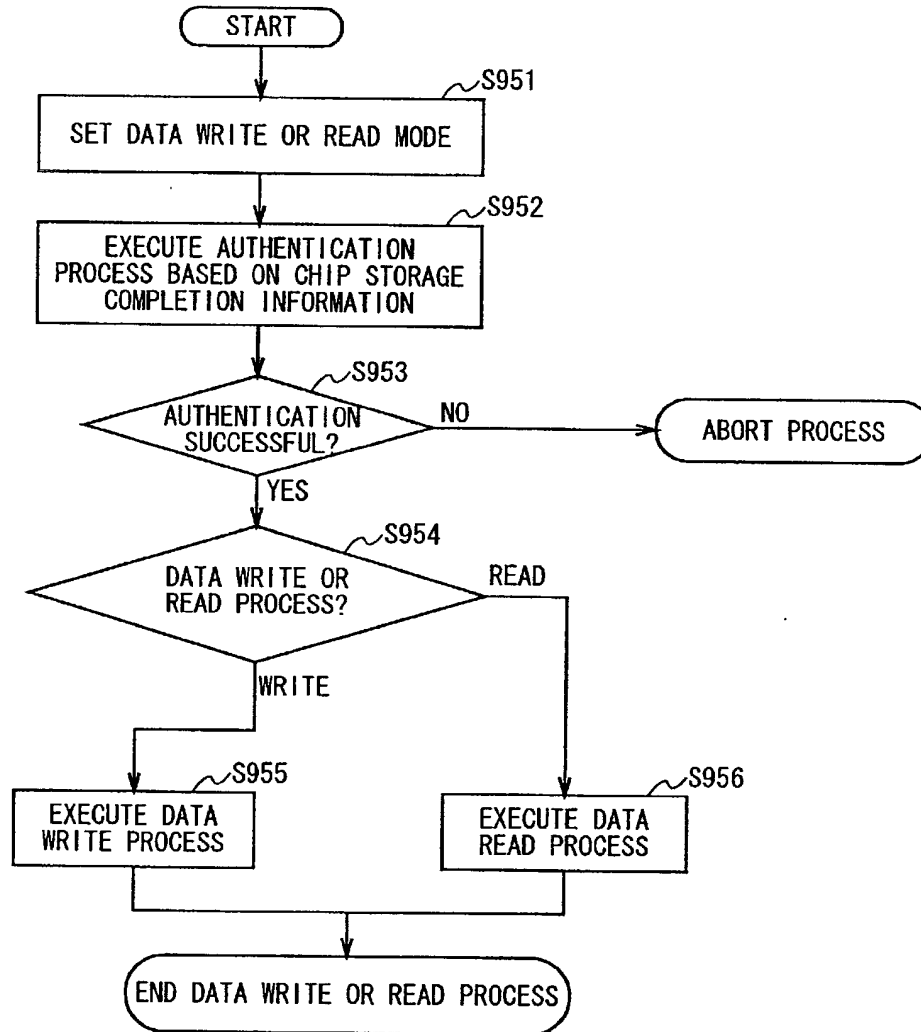 START
S951
SET DATA WRITE OR READ MODE
S952
EXECUTE AUTHENTICATION
PROCESS BASED ON CHIP STORAGE
COMPLETION INFORMATION
S953
AUTHENTICATION
SUCCESSFUL?
NO
ABORT PROCESS
YES
S954
DATA WRITE OR
READ PROCESS?
READ
WRITE
S955
EXECUTE DATA
WRITE PROCESS
S956
EXECUTE DATA
READ PROCESS
END DATA WRITE OR READ PROCESS